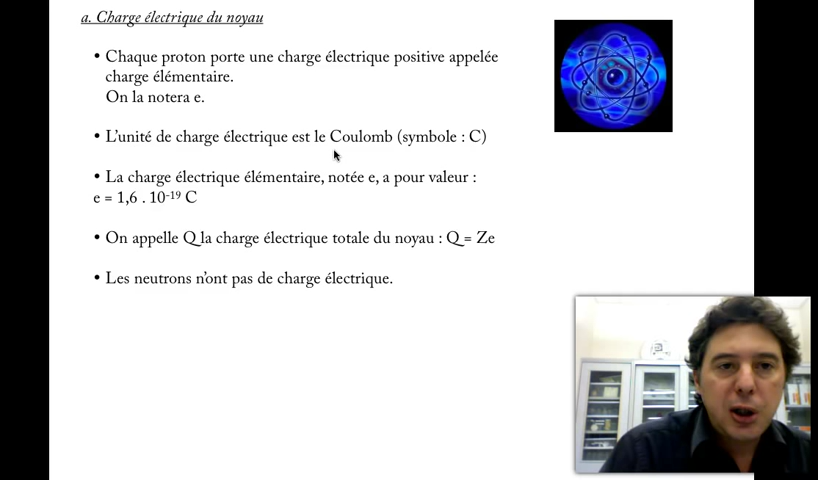 a. Charge électrique du noyau
• Chaque proton porte une charge électrique positive appelée
charge élémentaire.
On la notera e.
• L'unité de charge électrique est le Coulomb (symbole : C)
• La charge électrique élémentaire, notée e, a pour valeur :
e = 1,6 . 10⁻¹⁹ C
• On appelle Q la charge électrique totale du noyau : Q = Ze
• Les neutrons n'ont pas de charge électrique.